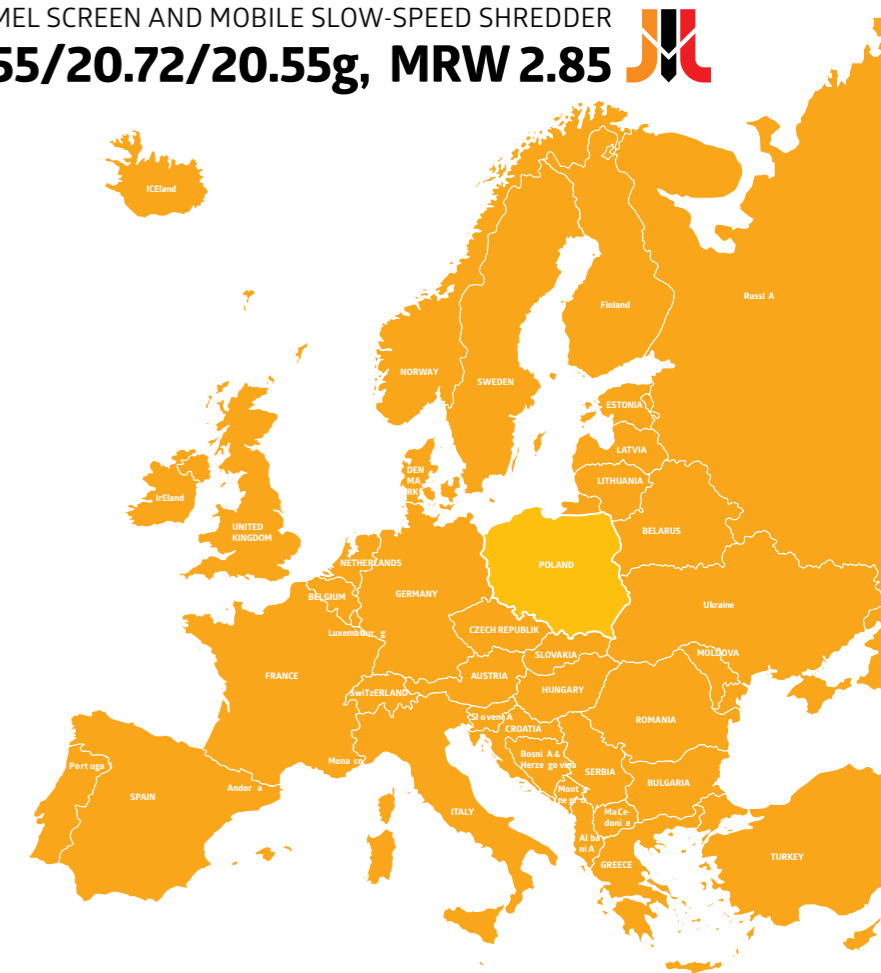 MEL SCREEN AND MOBILE SLOW-SPEED SHREDDER
55/20.72/20.55g, MRW 2.85
ICEland
Finland
RussI A
NORWAY
SWEDEN
ESTONIA
LATVIA
LITHUANIA
DEN
MA
RK
IrEland
UNITED
KINGDOM
BELARUS
NETHERLANDS
POLAND
BELGIUM
GERMANY
Ukraine
LuxembOur g
CZECH REPUBLIK
SLOVAKIA
MOLDOVA
FRANCE
AUSTRIA
SwiTzERLAND
HUNGARY
Sl oveni A
CROATIA
ROMANIA
Port uga l
Mona co
Bosni A &
Herze go vina
SERBIA
Andor a
SPAIN
Mont e
ne gr o
BULGARIA
ITALY
MaCe-
doni a
Al ba
ni A
GREECE
TURKEY